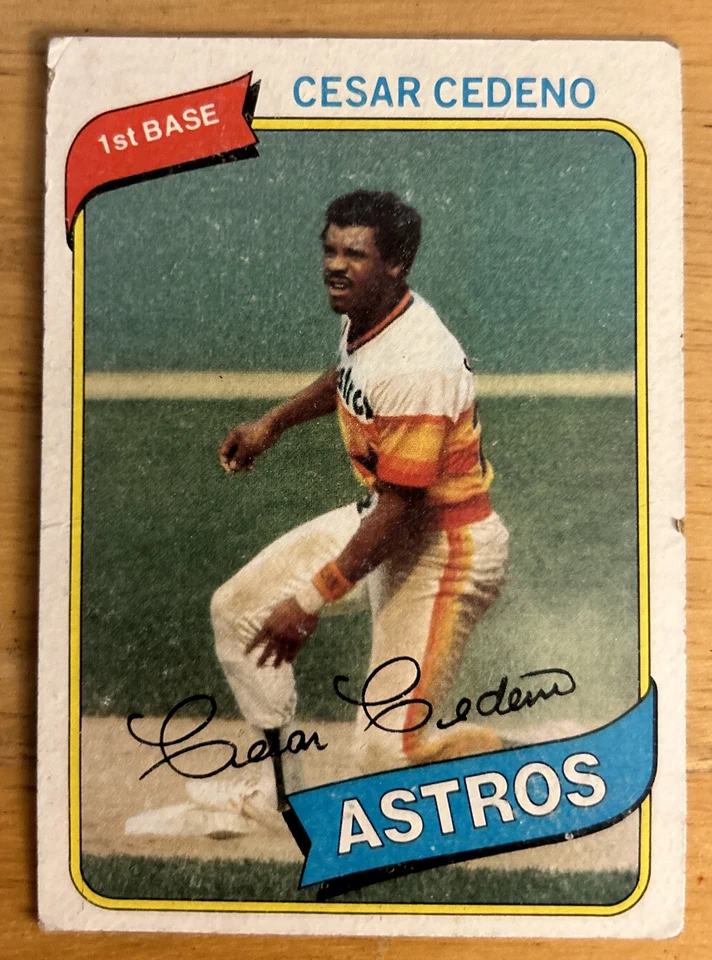 CESAR CEDENO
1st BASE
Cesar Cedeno
ASTROS